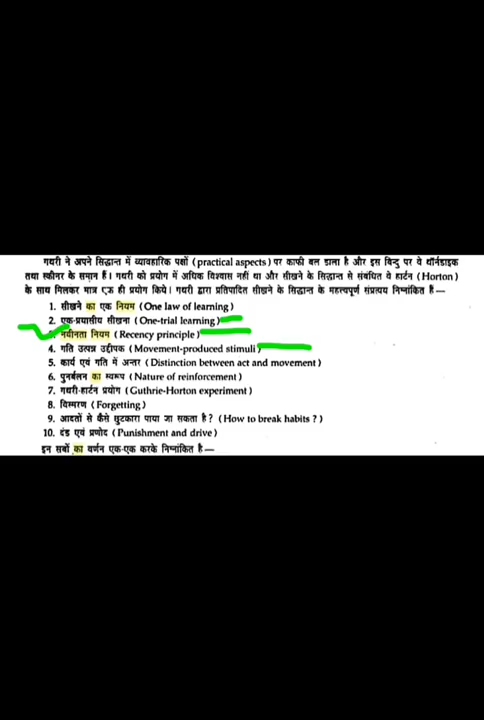 गथरी ने अपने सिद्धान्त में व्यावहारिक पक्षों ( practical aspects ) पर काफी बल डाला है और इस बिन्दु पर वे थॉर्नडाइक
तथा स्कीनर के समान हैं। गथरी को प्रयोग में अधिक विश्वास नहीं था और सीखने के सिद्धान्त से संबंधित वे हार्टन ( Horton )
के साथ मिलकर मात्र एक ही प्रयोग किये। गथरी द्वारा प्रतिपादित सीखने के सिद्धान्त के महत्त्वपूर्ण संप्रत्यय निम्नांकित हैं—
1. सीखने का एक नियम ( One law of learning )
2. एक-प्रयासीय सीखना ( One-trial learning )
3. नवीनता नियम ( Recency principle )
4. गति उत्पन्न उद्दीपक ( Movement-produced stimuli )
5. कार्य एवं गति में अन्तर ( Distinction between act and movement )
6. पुनर्बलन का स्वरूप ( Nature of reinforcement )
7. गथरी-हार्टन प्रयोग ( Guthrie-Horton experiment )
8. विस्मरण ( Forgetting )
9. आदतों से कैसे छुटकारा पाया जा सकता है ? ( How to break habits ? )
10. दंड एवं प्रणोद ( Punishment and drive )
इन सबों का वर्णन एक-एक करके निम्नांकित है—